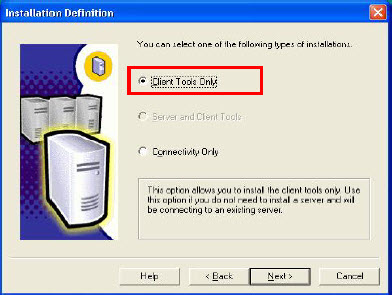 Installation Definition
You can select one of the following types of installations.
Client Tools Only
Server and Client Tools
Connectivity Only
This option allows you to install the client tools only. Use
this option if you do not need to install a server and will
be connecting to an existing server.
Help
< Back
Next >
Cancel